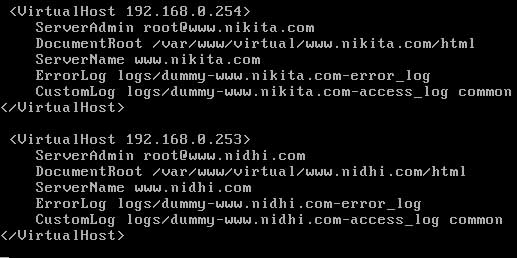 <VirtualHost 192.168.0.254>
ServerAdmin root@www.nikita.com
DocumentRoot /var/www/virtual/www.nikita.com/html
ServerName www.nikita.com
ErrorLog logs/dummy-www.nikita.com-error_log
CustomLog logs/dummy-www.nikita.com-access_log common
</VirtualHost>
<VirtualHost 192.168.0.253>
ServerAdmin root@www.nidhi.com
DocumentRoot /var/www/virtual/www.nidhi.com/html
ServerName www.nidhi.com
ErrorLog logs/dummy-www.nidhi.com-error_log
CustomLog logs/dummy-www.nidhi.com-access_log common
</VirtualHost>